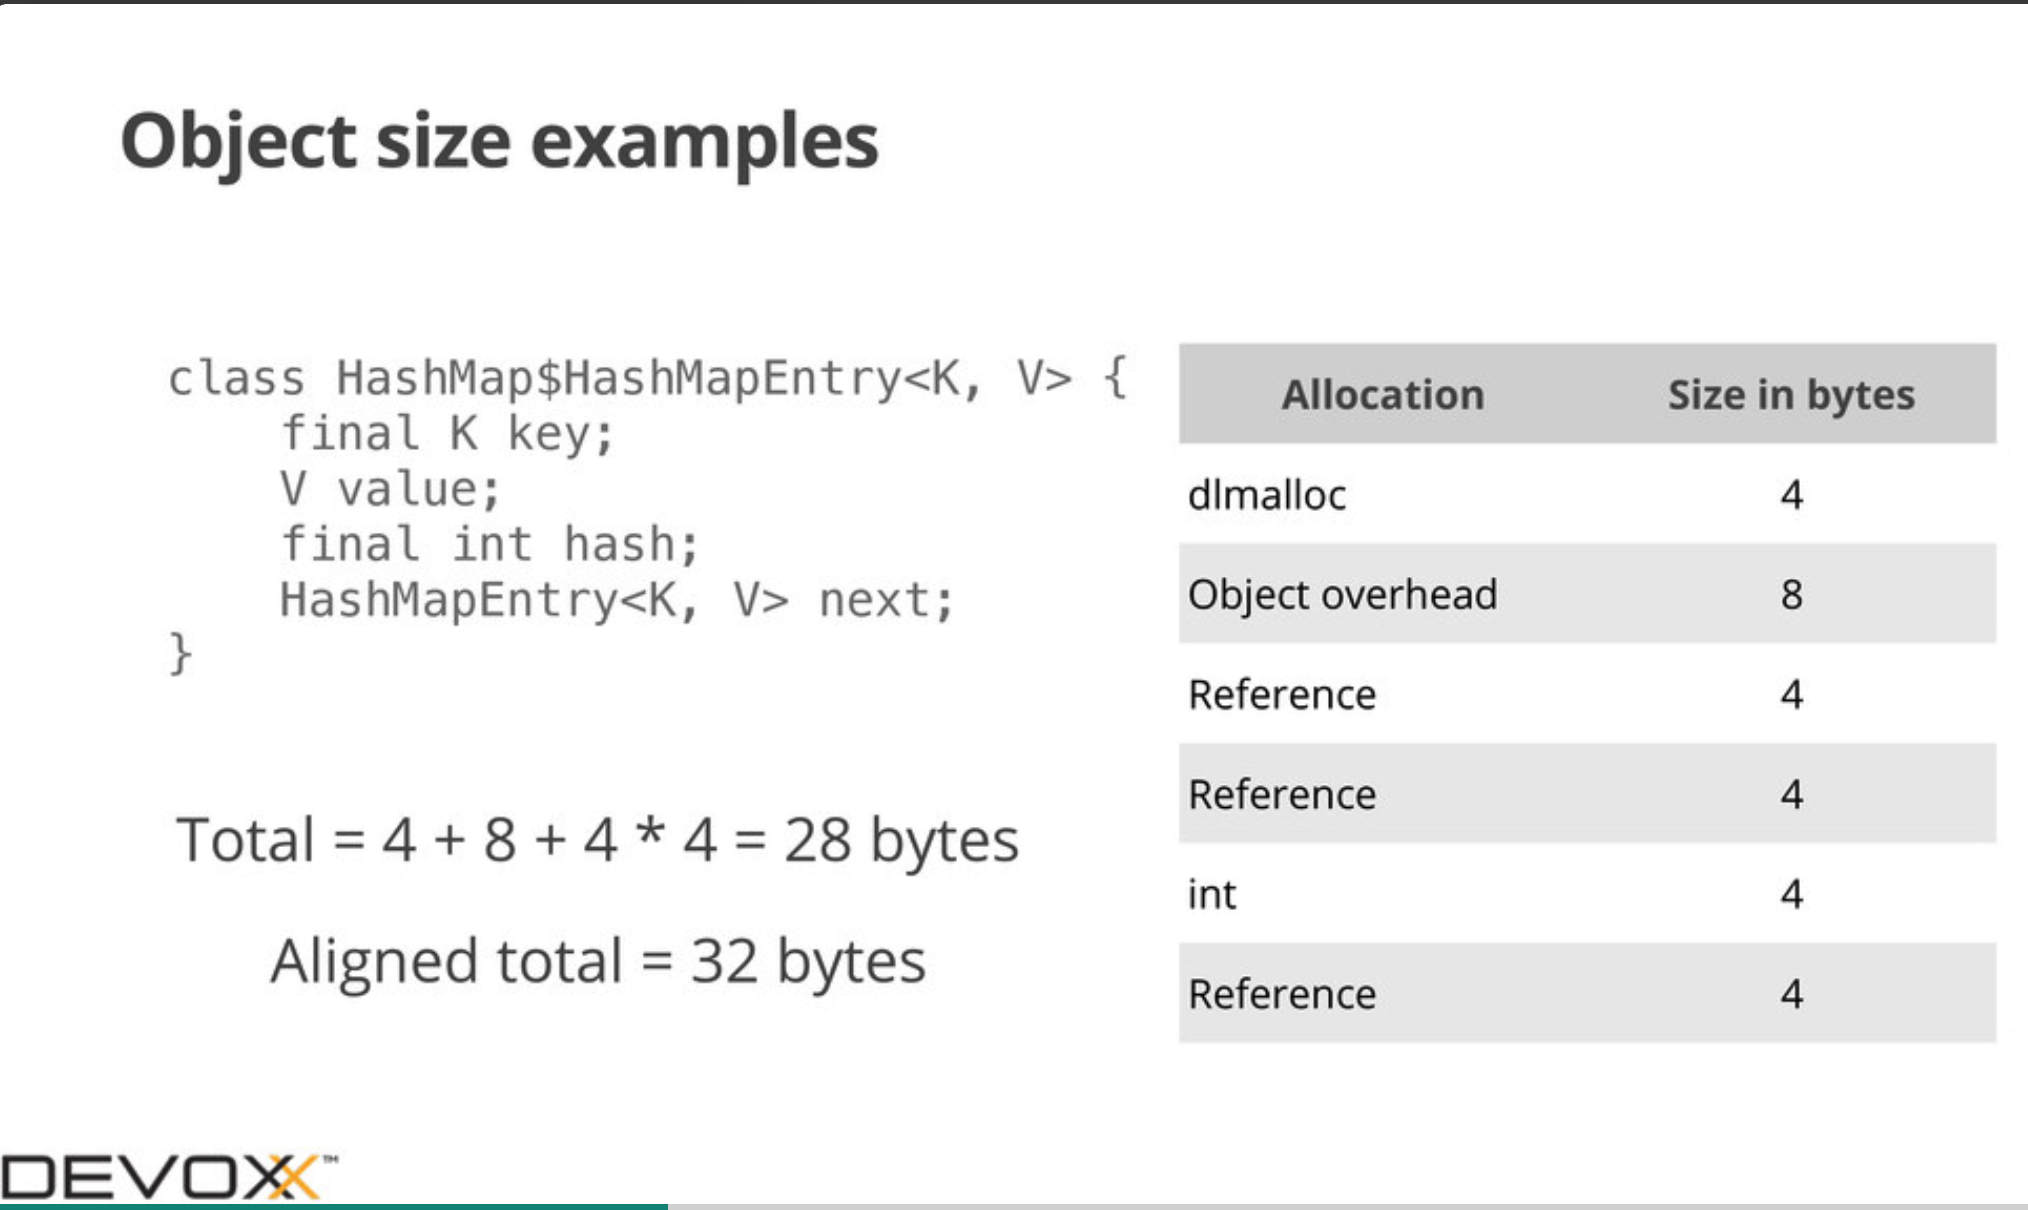 Object size examples
class HashMap$HashMapEntry<K, V> {
final K key;
V value;
final int hash;
HashMapEntry<K, V> next;
}
Total = 4 + 8 + 4 * 4 = 28 bytes
Aligned total = 32 bytes
Allocation Size in bytes
dlmalloc 4
Object overhead 8
Reference 4
Reference 4
int 4
Reference 4
DEVOXX™